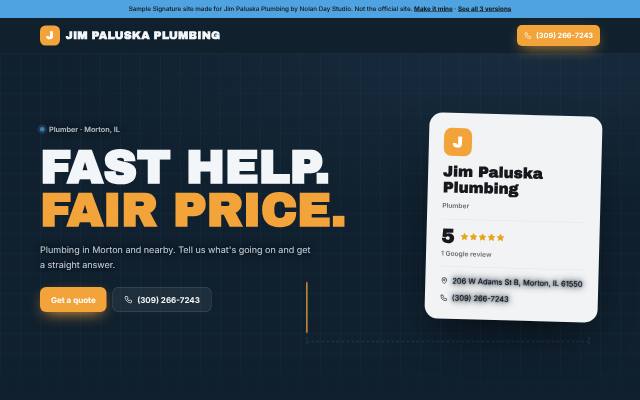 Sample Signature site made for Jim Paluska Plumbing by Nolan Day Studio. Not the official site. Make it mine · See all 3 versions
J JIM PALUSKA PLUMBING
(309) 266-7243
Plumber · Morton, IL
FAST HELP.
FAIR PRICE.
Plumbing in Morton and nearby. Tell us what's going on and get
a straight answer.
Get a quote
(309) 266-7243
J
Jim Paluska
Plumbing
Plumber
5
1 Google review
206 W Adams St B, Morton, IL 61550
(309) 266-7243